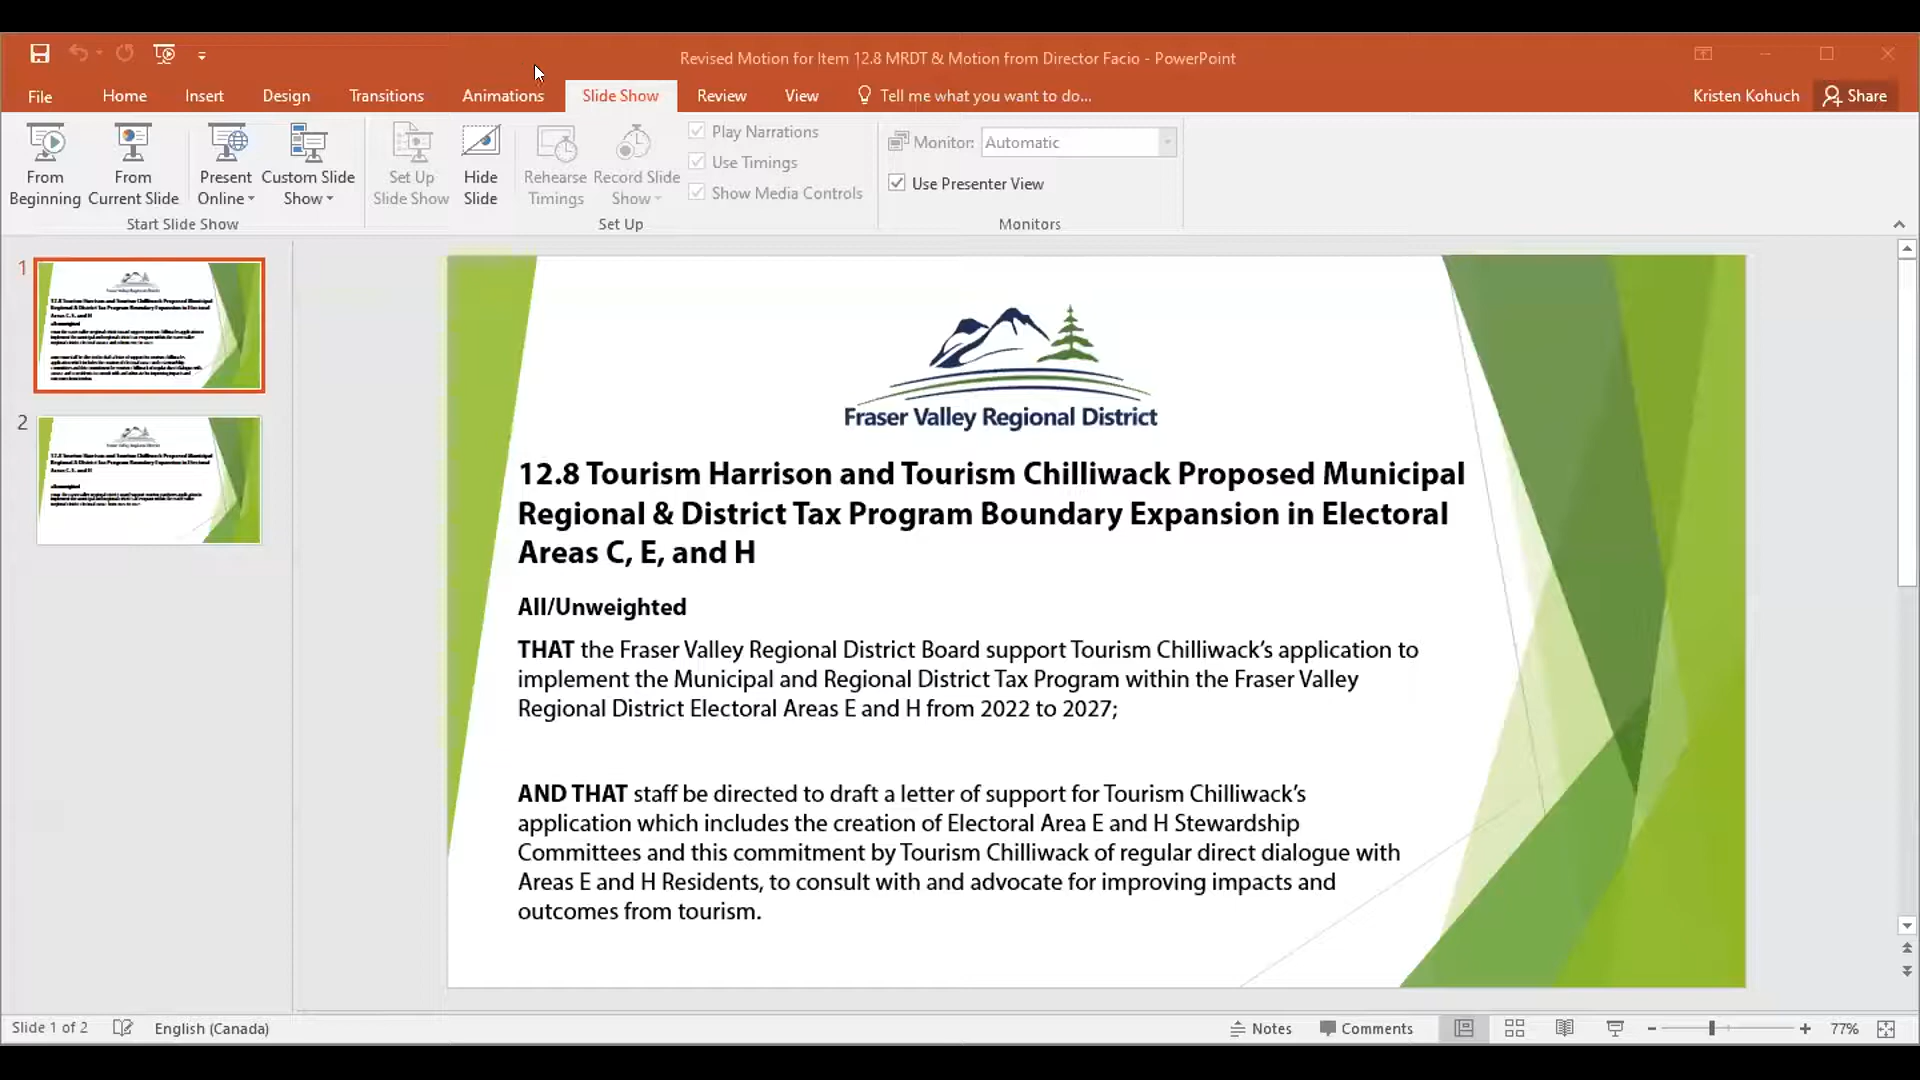 Revised Motion for Item 12.8 MRDT & Motion from Director Facio - PowerPoint
File Home Insert Design Transitions Animations Slide Show Review View Tell me what you want to do... Kristen Kohuch Share
From Beginning
From Current Slide
Present Online
Custom Slide Show
Start Slide Show
Set Up Slide Show
Hide Slide
Rehearse Timings
Record Slide Show
Play Narrations
Use Timings
Show Media Controls
Set Up
Monitor: Automatic
Use Presenter View
Monitors
1
2
Fraser Valley Regional District
12.8 Tourism Harrison and Tourism Chilliwack Proposed Municipal
Regional & District Tax Program Boundary Expansion in Electoral
Areas C, E, and H
All/Unweighted
THAT the Fraser Valley Regional District Board support Tourism Chilliwack's application to
implement the Municipal and Regional District Tax Program within the Fraser Valley
Regional District Electoral Areas E and H from 2022 to 2027;
AND THAT staff be directed to draft a letter of support for Tourism Chilliwack's
application which includes the creation of Electoral Area E and H Stewardship
Committees and this commitment by Tourism Chilliwack of regular direct dialogue with
Areas E and H Residents, to consult with and advocate for improving impacts and
outcomes from tourism.
Slide 1 of 2 English (Canada) Notes Comments 77%